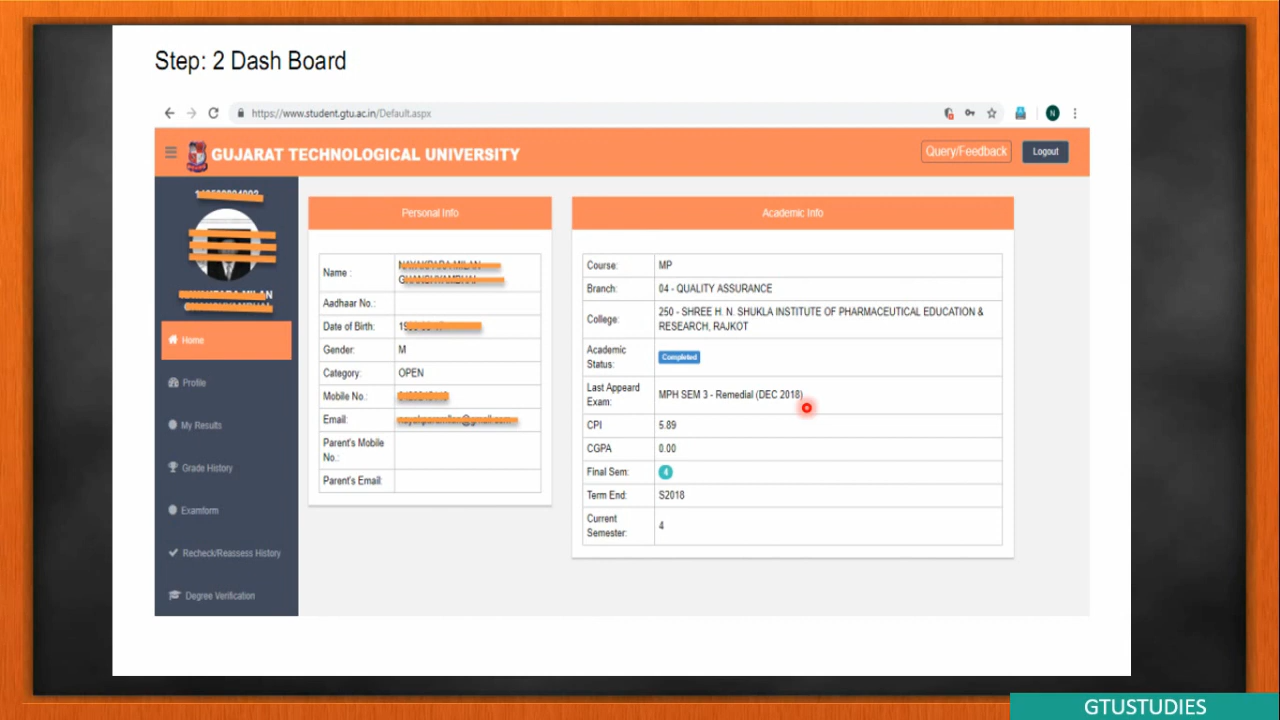 Step: 2 Dash Board
https://www.student.gtu.ac.in/Default.aspx
N
GUJARAT TECHNOLOGICAL UNIVERSITY
Query/Feedback
Logout
Home
Profile
My Results
Grade History
Examform
Recheck/Reassess History
Degree Verification
Personal Info
Name :
Aadhaar No.:
Date of Birth:
Gender: M
Category: OPEN
Mobile No.:
Email:
Parent's Mobile
No.:
Parent's Email:
Academic Info
Course: MP
Branch: 04 - QUALITY ASSURANCE
College: 250 - SHREE H. N. SHUKLA INSTITUTE OF PHARMACEUTICAL EDUCATION &
RESEARCH, RAJKOT
Academic
Status:
Completed
Last Appeard
Exam:
MPH SEM 3 - Remedial (DEC 2018)
CPI 5.89
CGPA 0.00
Final Sem: 4
Term End: S2018
Current
Semester:
4
GTUSTUDIES